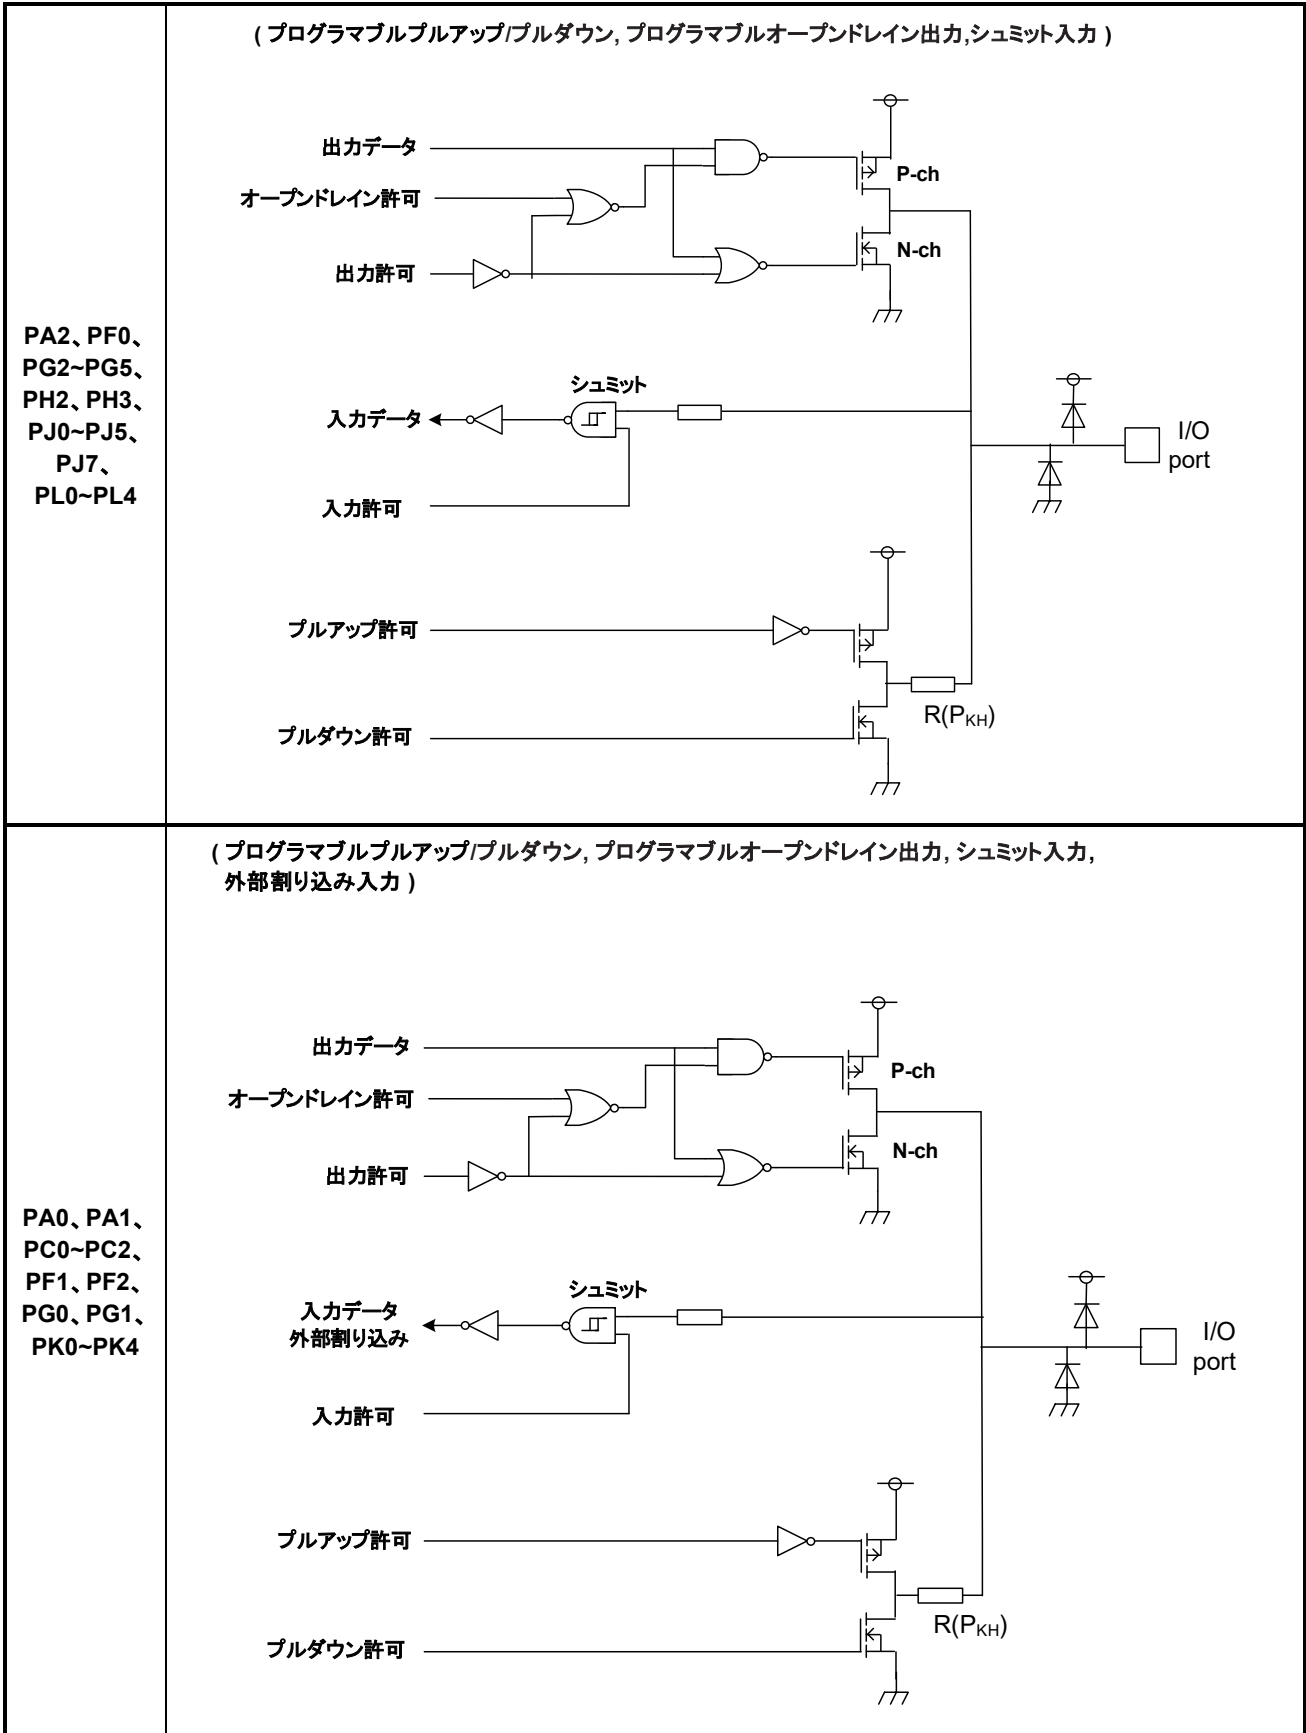 ( プログラマブルプルアップ/プルダウン, プログラマブルオープンドレイン出力,シュミット入力 )
出力データ
オープンドレイン許可
出力許可
P-ch
N-ch
PA2、PF0、
PG2~PG5、
PH2、PH3、
PJ0~PJ5、
PJ7、
PL0~PL4
シュミット
入力データ
入力許可
I/O
port
プルアップ許可
プルダウン許可
R(PKH)
( プログラマブルプルアップ/プルダウン, プログラマブルオープンドレイン出力, シュミット入力,
外部割り込み入力 )
出力データ
オープンドレイン許可
出力許可
P-ch
N-ch
PA0、PA1、
PC0~PC2、
PF1、PF2、
PG0、PG1、
PK0~PK4
シュミット
入力データ
外部割り込み
入力許可
I/O
port
プルアップ許可
プルダウン許可
R(PKH)